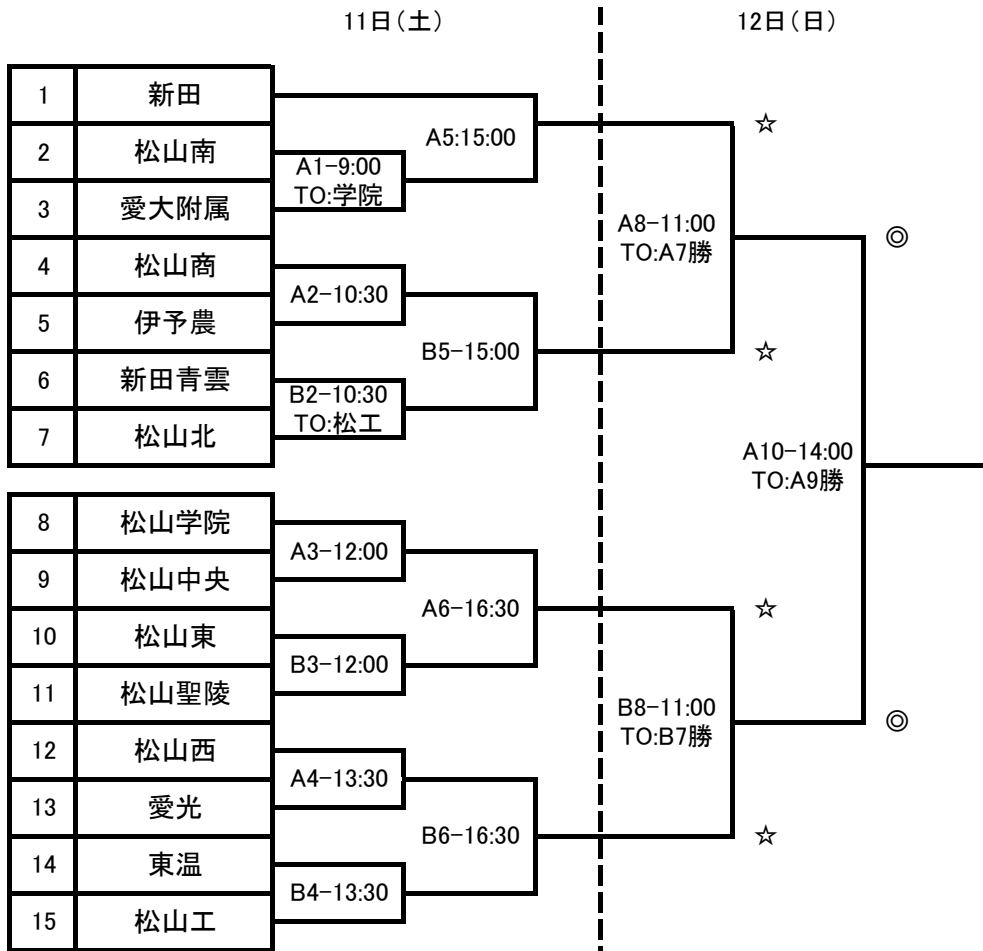 11日(土)
12日(日)
1 新田
2 松山南
3 愛大附属
4 松山商
5 伊予農
6 新田青雲
7 松山北
A1-9:00
TO:学院
A2-10:30
B2-10:30
TO:松工
A5:15:00
B5-15:00
A8-11:00
TO:A7勝
☆
☆
◎
A10-14:00
TO:A9勝
8 松山学院
9 松山中央
10 松山東
11 松山聖陵
12 松山西
13 愛光
14 東温
15 松山工
A3-12:00
B3-12:00
A4-13:30
B4-13:30
A6-16:30
B6-16:30
B8-11:00
TO:B7勝
☆
☆
◎